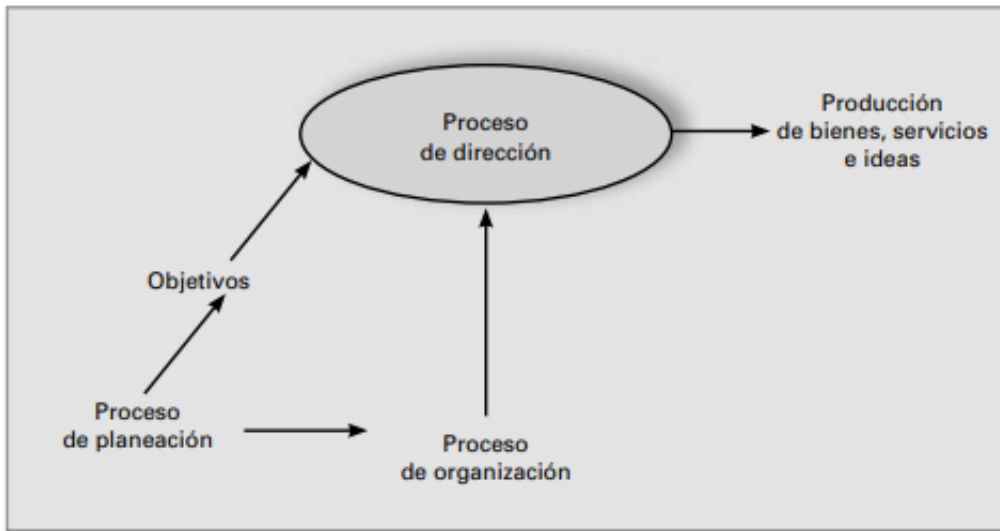 Proceso
de dirección
Producción
de bienes, servicios
e ideas
Objetivos
Proceso
de planeación
Proceso
de organización